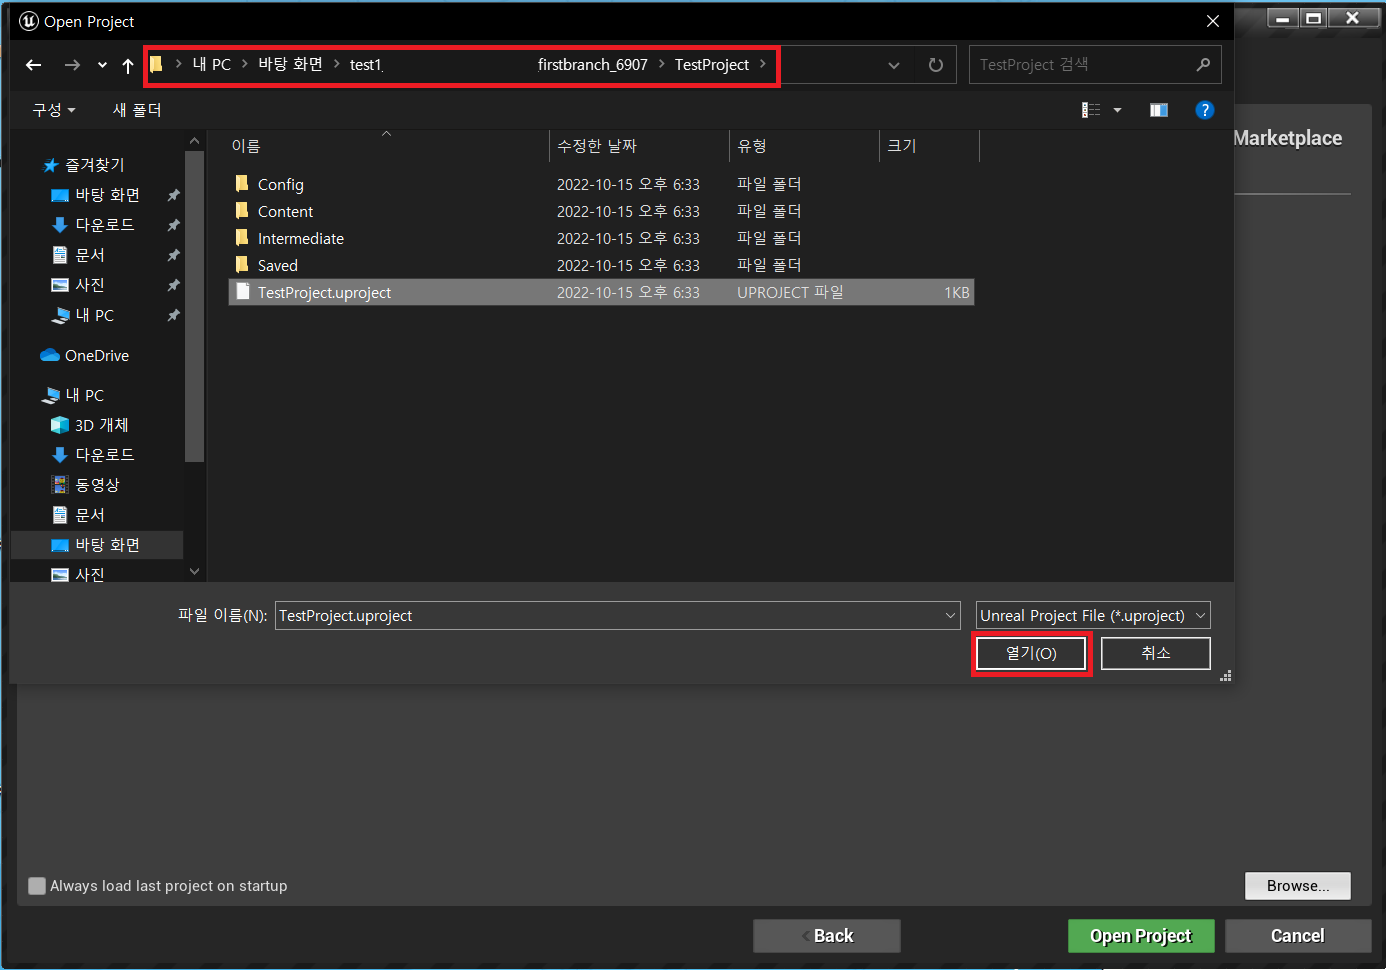 Open Project
내 PC > 바탕 화면 > test1 firstbranch_6907 > TestProject >
TestProject 검색
구성
새 폴더
Marketplace
이름 수정한 날짜 유형 크기
즐겨찾기
바탕 화면
다운로드
문서
사진
내 PC
OneDrive
내 PC
3D 개체
다운로드
동영상
문서
바탕 화면
사진
Config 2022-10-15 오후 6:33 파일 폴더
Content 2022-10-15 오후 6:33 파일 폴더
Intermediate 2022-10-15 오후 6:33 파일 폴더
Saved 2022-10-15 오후 6:33 파일 폴더
TestProject.uproject 2022-10-15 오후 6:33 UPROJECT 파일 1KB
파일 이름(N): TestProject.uproject
Unreal Project File (*.uproject)
열기(O) 취소
Always load last project on startup
Browse...
< Back
Open Project
Cancel